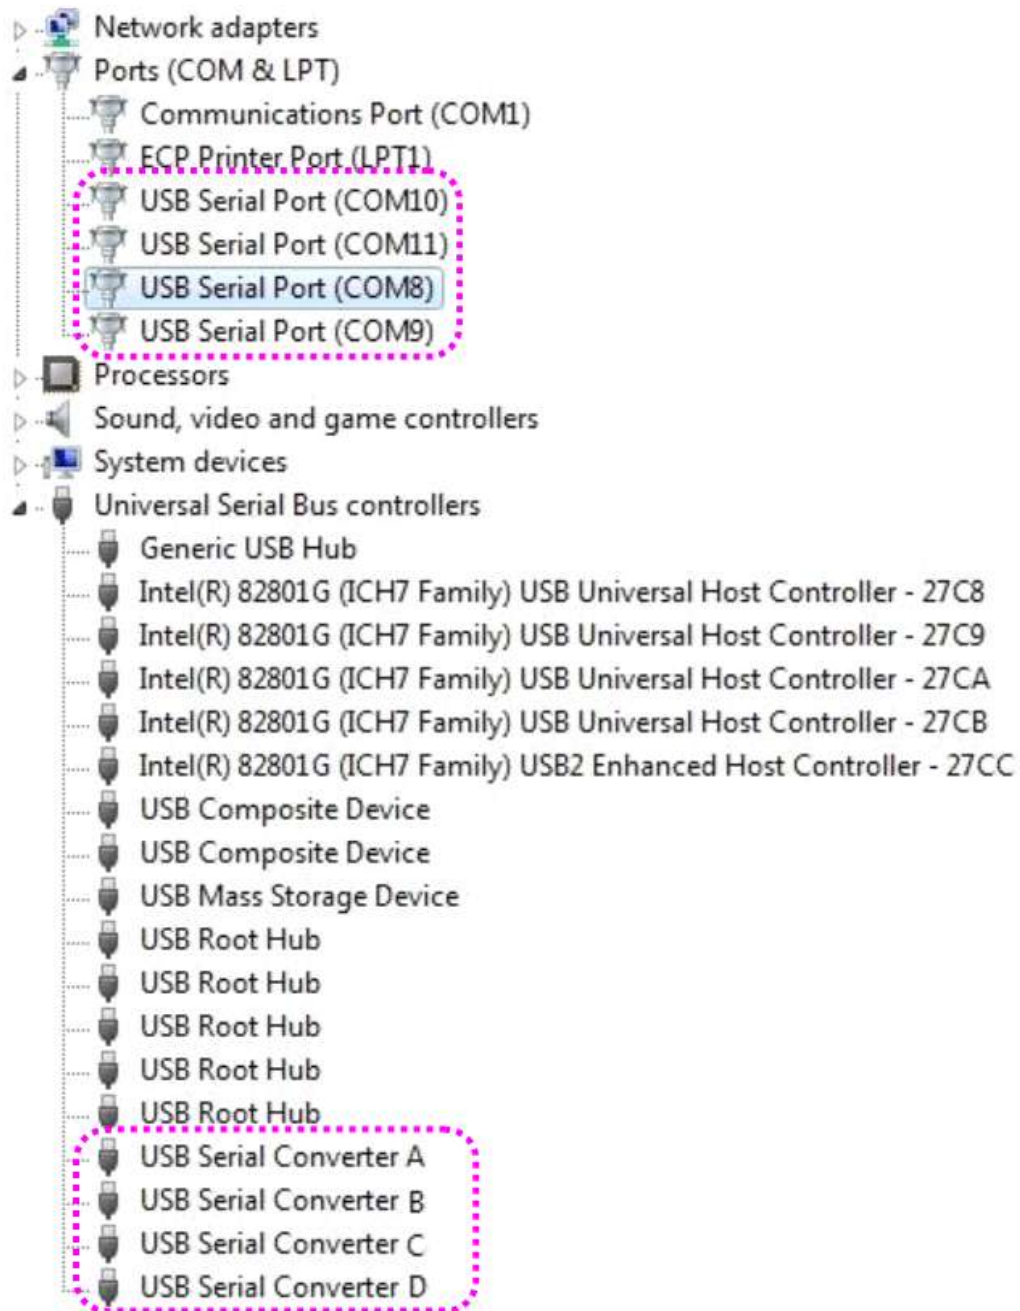 Network adapters
Ports (COM & LPT)
Communications Port (COM1)
ECP Printer Port (LPT1)
USB Serial Port (COM10)
USB Serial Port (COM11)
USB Serial Port (COM8)
USB Serial Port (COM9)
Processors
Sound, video and game controllers
System devices
Universal Serial Bus controllers
Generic USB Hub
Intel(R) 82801G (ICH7 Family) USB Universal Host Controller - 27C8
Intel(R) 82801G (ICH7 Family) USB Universal Host Controller - 27C9
Intel(R) 82801G (ICH7 Family) USB Universal Host Controller - 27CA
Intel(R) 82801G (ICH7 Family) USB Universal Host Controller - 27CB
Intel(R) 82801G (ICH7 Family) USB2 Enhanced Host Controller - 27CC
USB Composite Device
USB Composite Device
USB Mass Storage Device
USB Root Hub
USB Root Hub
USB Root Hub
USB Root Hub
USB Root Hub
USB Serial Converter A
USB Serial Converter B
USB Serial Converter C
USB Serial Converter D